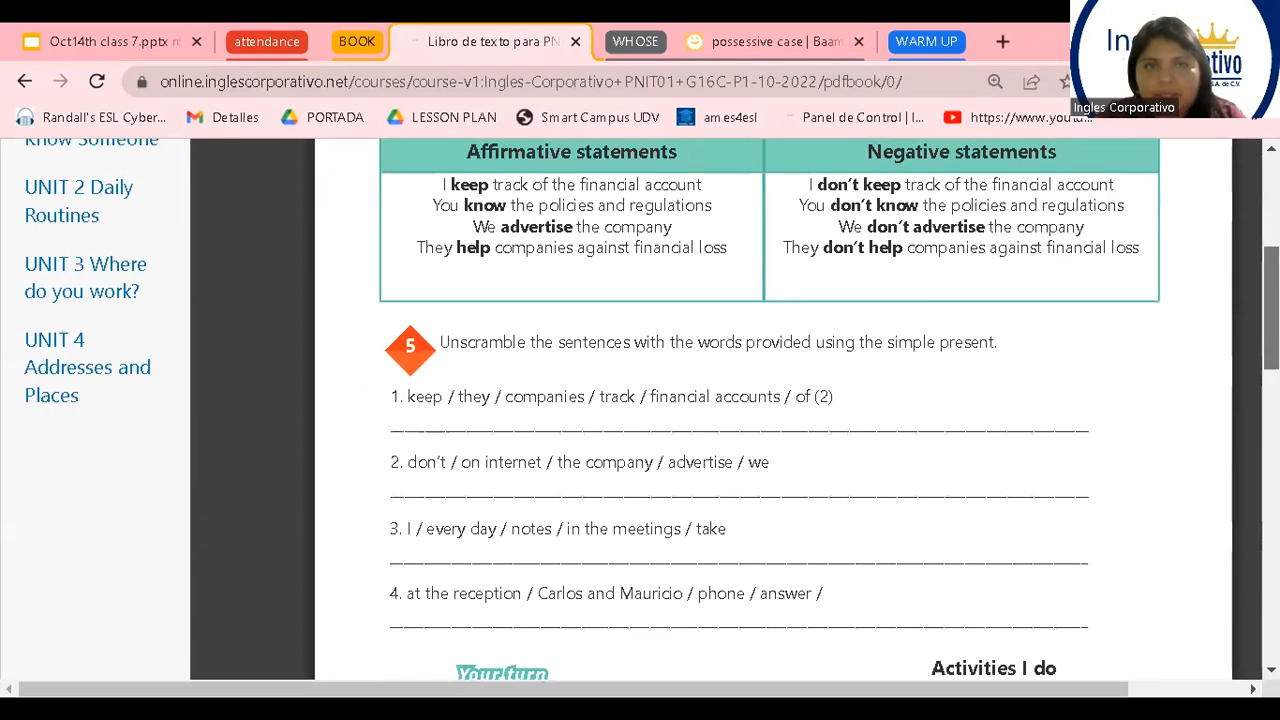 Oct14th class 7.pptx
attendance
BOOK
Libro de texto para PN
WHOSE
possessive case | Baam
WARM UP
online.inglescorporativo.net/courses/course-v1:Ingles-Corporativo+PNIT01+G16C-P1-10-2022/pdfbook/0/
Ingles Corporativo
Randall's ESL Cyber...
Detalles
PORTADA
LESSON PLAN
Smart Campus UDV
ames4esl
Panel de Control | I...
https://www.youtu...
Know Someone
UNIT 2 Daily
Routines
UNIT 3 Where
do you work?
UNIT 4
Addresses and
Places
Affirmative statements
I keep track of the financial account
You know the policies and regulations
We advertise the company
They help companies against financial loss
Negative statements
I don't keep track of the financial account
You don't know the policies and regulations
We don't advertise the company
They don't help companies against financial loss
5 Unscramble the sentences with the words provided using the simple present.
1. keep / they / companies / track / financial accounts / of (2)
2. don't / on internet / the company / advertise / we
3. I / every day / notes / in the meetings / take
4. at the reception / Carlos and Mauricio / phone / answer /
Your turn
Activities I do